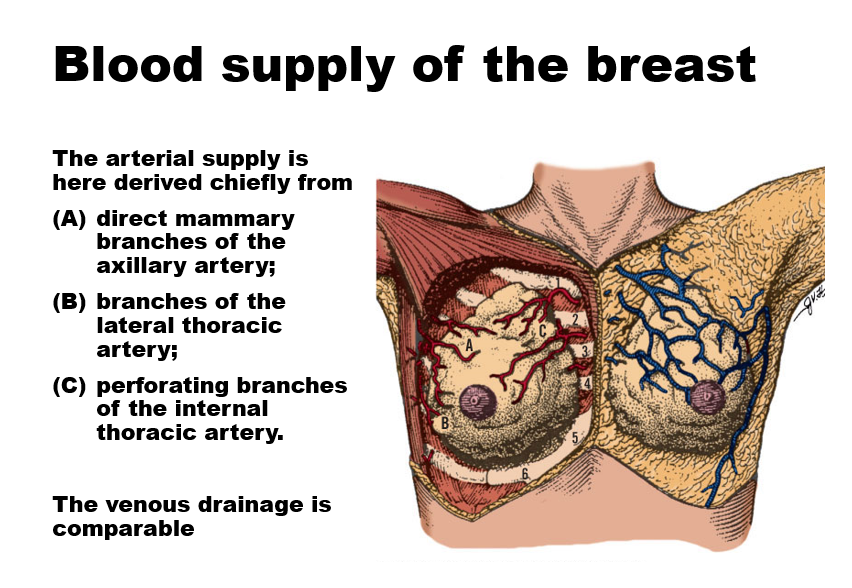 Blood supply of the breast
The arterial supply is
here derived chiefly from
(A) direct mammary
branches of the
axillary artery;
(B) branches of the
lateral thoracic
artery;
(C) perforating branches
of the internal
thoracic artery.
The venous drainage is
comparable
2
C
A
3
4
B
5
6